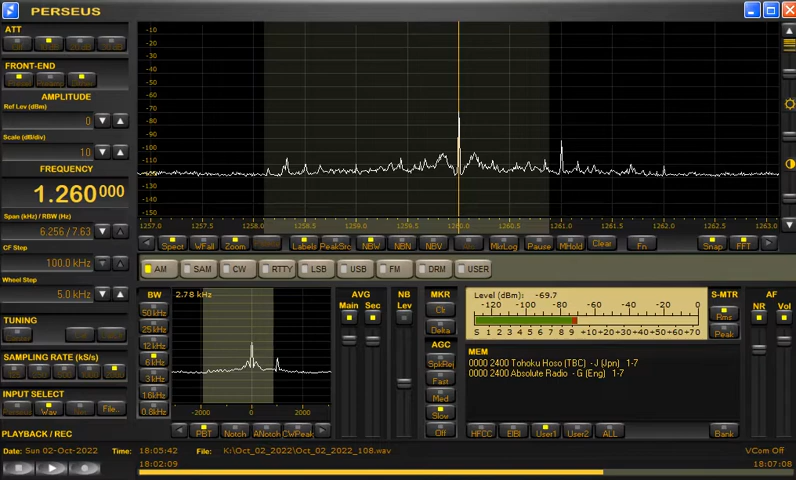 PERSEUS
ATT
FRONT-END
AMPLITUDE
Ref Lev (dBm)
0
Scale (dB/div)
10
FREQUENCY
1.260000
Span (kHz) / RBW (Hz)
6.256 / 7.63
CF Step
100.0 kHz
Wheel Step
5.0 kHz
TUNING
SAMPLING RATE (kS/s)
INPUT SELECT
Wav
File..
PLAYBACK / REC
-10
-20
-30
-40
-50
-60
-70
-80
-90
-100
-110
-120
-130
-140
-150
1257.0 1257.5 1258.0 1258.5 1259.0 1259.5 1260.0 1260.5 1261.0 1261.5 1262.0 1262.5 1263.0
Spect WFall Zoom Labels PeakSrc NBW NBN NBV MkrLog Pause MHold Clear Fn Snap FFT
AM SAM CW RTTY LSB USB FM DRM USER
BW
50 kHz
25 kHz
12 kHz
6 kHz
3 kHz
1.6 kHz
0.8kHz
2.78 kHz
-2000 0 +2000
PBT Notch ANotch CWPeak
AVG
Main Sec
NB
Lev
MKR
Clr
Delta
AGC
SpkRej
Fast
Med
Slow
Off
Level (dBm): -69.7
-120 -100 -80 -60 -40 -20
S 1 2 3 4 5 6 7 8 9 +10 +20 +30 +40 +50 +60 +70
S-MTR
Rms
Peak
MEM
0000 2400 Tohoku Hoso (TBC) - J (Jpn) 1-7
0000 2400 Absolute Radio - G (Eng) 1-7
HFCC EIBI User1 User2 ALL Bank
AF
NR Vol
Date: Sun 02-Oct-2022 Time: 18:05:42 File: K:\Oct_02_2022\Oct_02_2022_108.wav VCom Off
18:02:09 18:07:08